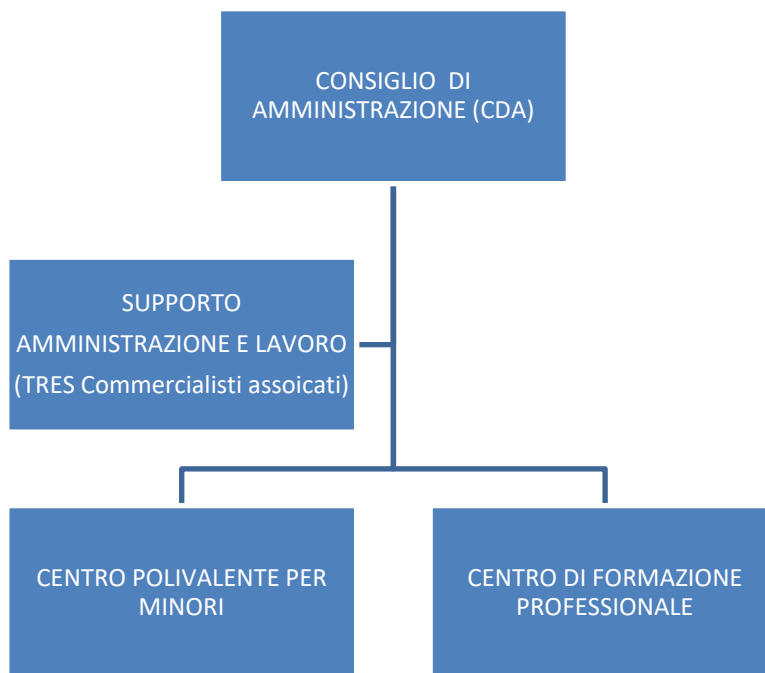 CONSIGLIO DI
AMMINISTRAZIONE (CDA)
SUPPORTO
AMMINISTRAZIONE E LAVORO
(TRES Commercialisti assoicati)
CENTRO POLIVALENTE PER
MINORI
CENTRO DI FORMAZIONE
PROFESSIONALE